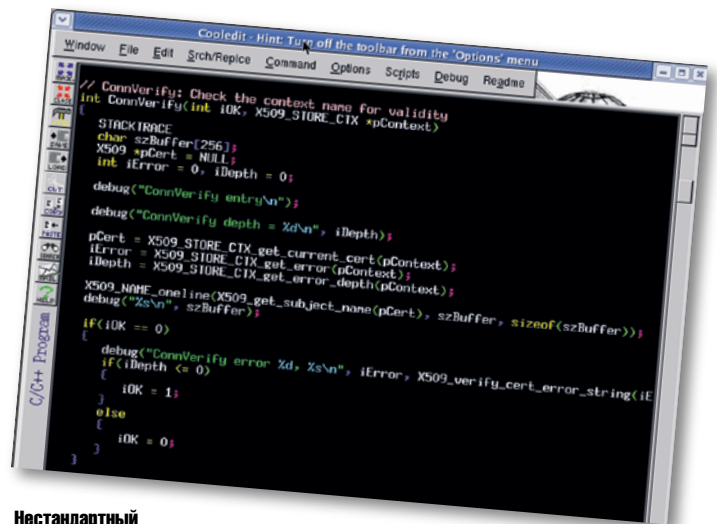 Cooledit - Hint: Turn off the toolbar from the 'Options' menu
Window File Edit Srch/Replce Command Options Scripts Debug Readme
// ConnVerify: Check the context name for validity
int ConnVerify(int iOK, X509_STORE_CTX *pContext)
{
STACKTRACE
char szBuffer[256];
X509 *pCert = NULL;
int iError = 0, iDepth = 0;
debug("ConnVerify entry\n");
debug("ConnVerify depth = %d\n", iDepth);
pCert = X509_STORE_CTX_get_current_cert(pContext);
iError = X509_STORE_CTX_get_error(pContext);
iDepth = X509_STORE_CTX_get_error_depth(pContext);
X509_NAME_oneline(X509_get_subject_name(pCert), szBuffer, sizeof(szBuffer));
debug("%s\n", szBuffer);
if(iOK == 0)
{
debug("ConnVerify error %d, %s\n", iError, X509_verify_cert_error_string(iE
if(iDepth <= 0)
{
iOK = 1;
}
else
{
iOK = 0;
}
}
LOAD
COPY
PASTE
HELP
C/C++ Program
Нестандартный